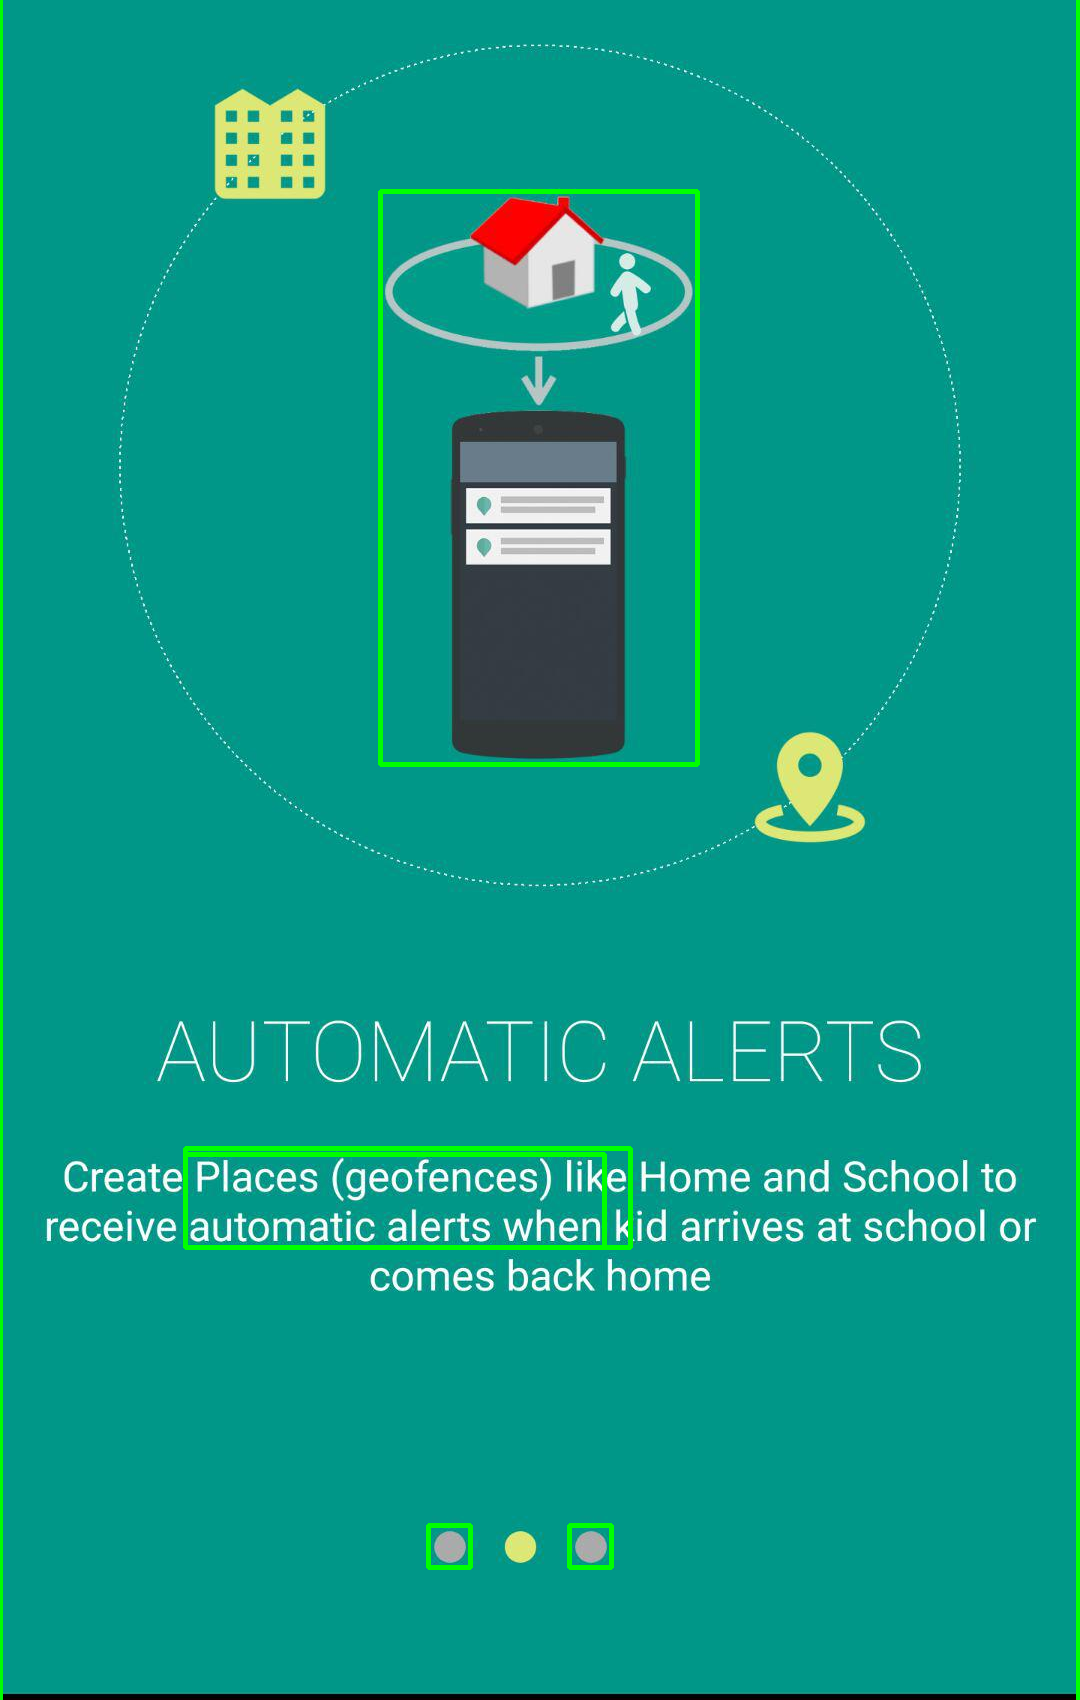 AUTOMATIC ALERTS
Create Places (geofences) like Home and School to
receive automatic alerts when kid arrives at school or
comes back home